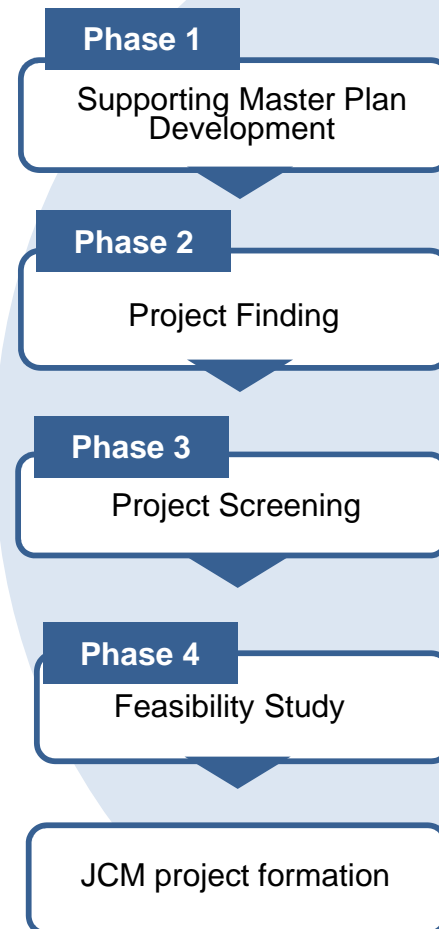 Phase 1
Supporting Master Plan
Development
Phase 2
Project Finding
Phase 3
Project Screening
Phase 4
Feasibility Study
JCM project formation